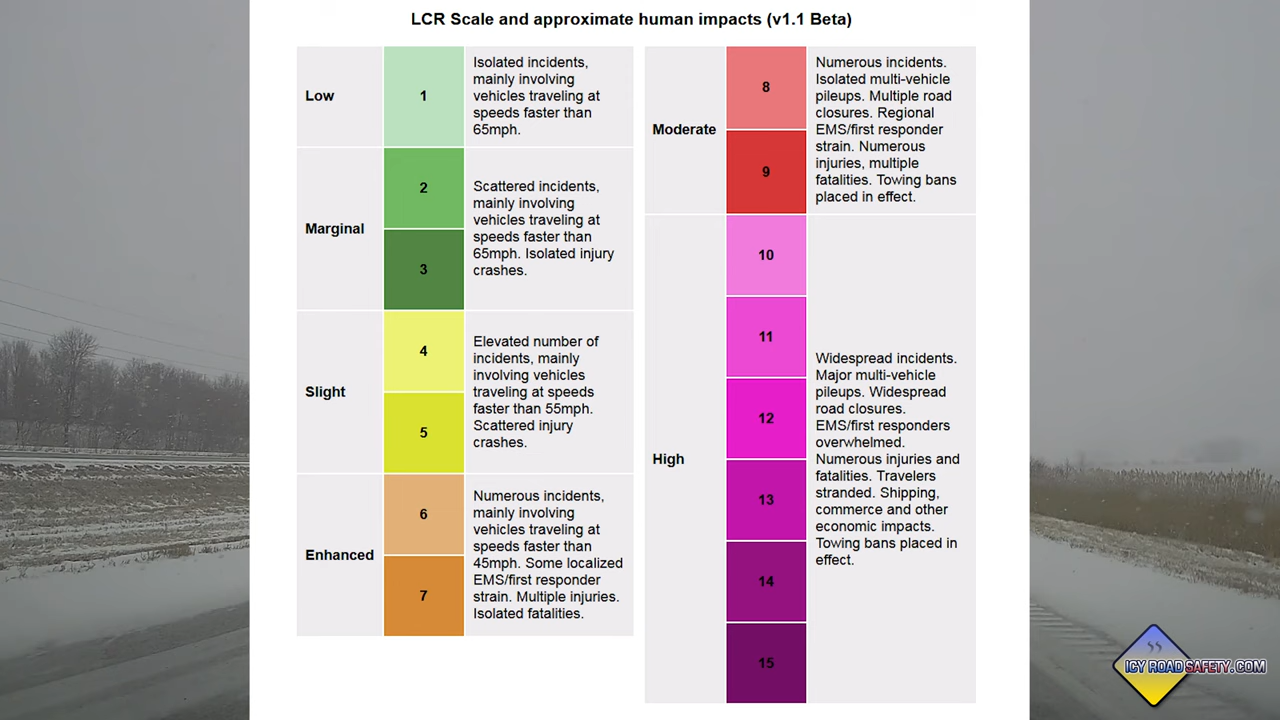 LCR Scale and approximate human impacts (v1.1 Beta)
Low
1
Isolated incidents,
mainly involving
vehicles traveling at
speeds faster than
65mph.
Marginal
2
3
Scattered incidents,
mainly involving
vehicles traveling at
speeds faster than
65mph. Isolated injury
crashes.
Slight
4
5
Elevated number of
incidents, mainly
involving vehicles
traveling at speeds
faster than 55mph.
Scattered injury
crashes.
Enhanced
6
7
Numerous incidents,
mainly involving
vehicles traveling at
speeds faster than
45mph. Some localized
EMS/first responder
strain. Multiple injuries.
Isolated fatalities.
Moderate
8
9
Numerous incidents.
Isolated multi-vehicle
pileups. Multiple road
closures. Regional
EMS/first responder
strain. Numerous
injuries, multiple
fatalities. Towing bans
placed in effect.
High
10
11
12
13
14
15
Widespread incidents.
Major multi-vehicle
pileups. Widespread
road closures.
EMS/first responders
overwhelmed.
Numerous injuries and
fatalities. Travelers
stranded. Shipping,
commerce and other
economic impacts.
Towing bans placed in
effect.
ICY ROAD SAFETY.COM